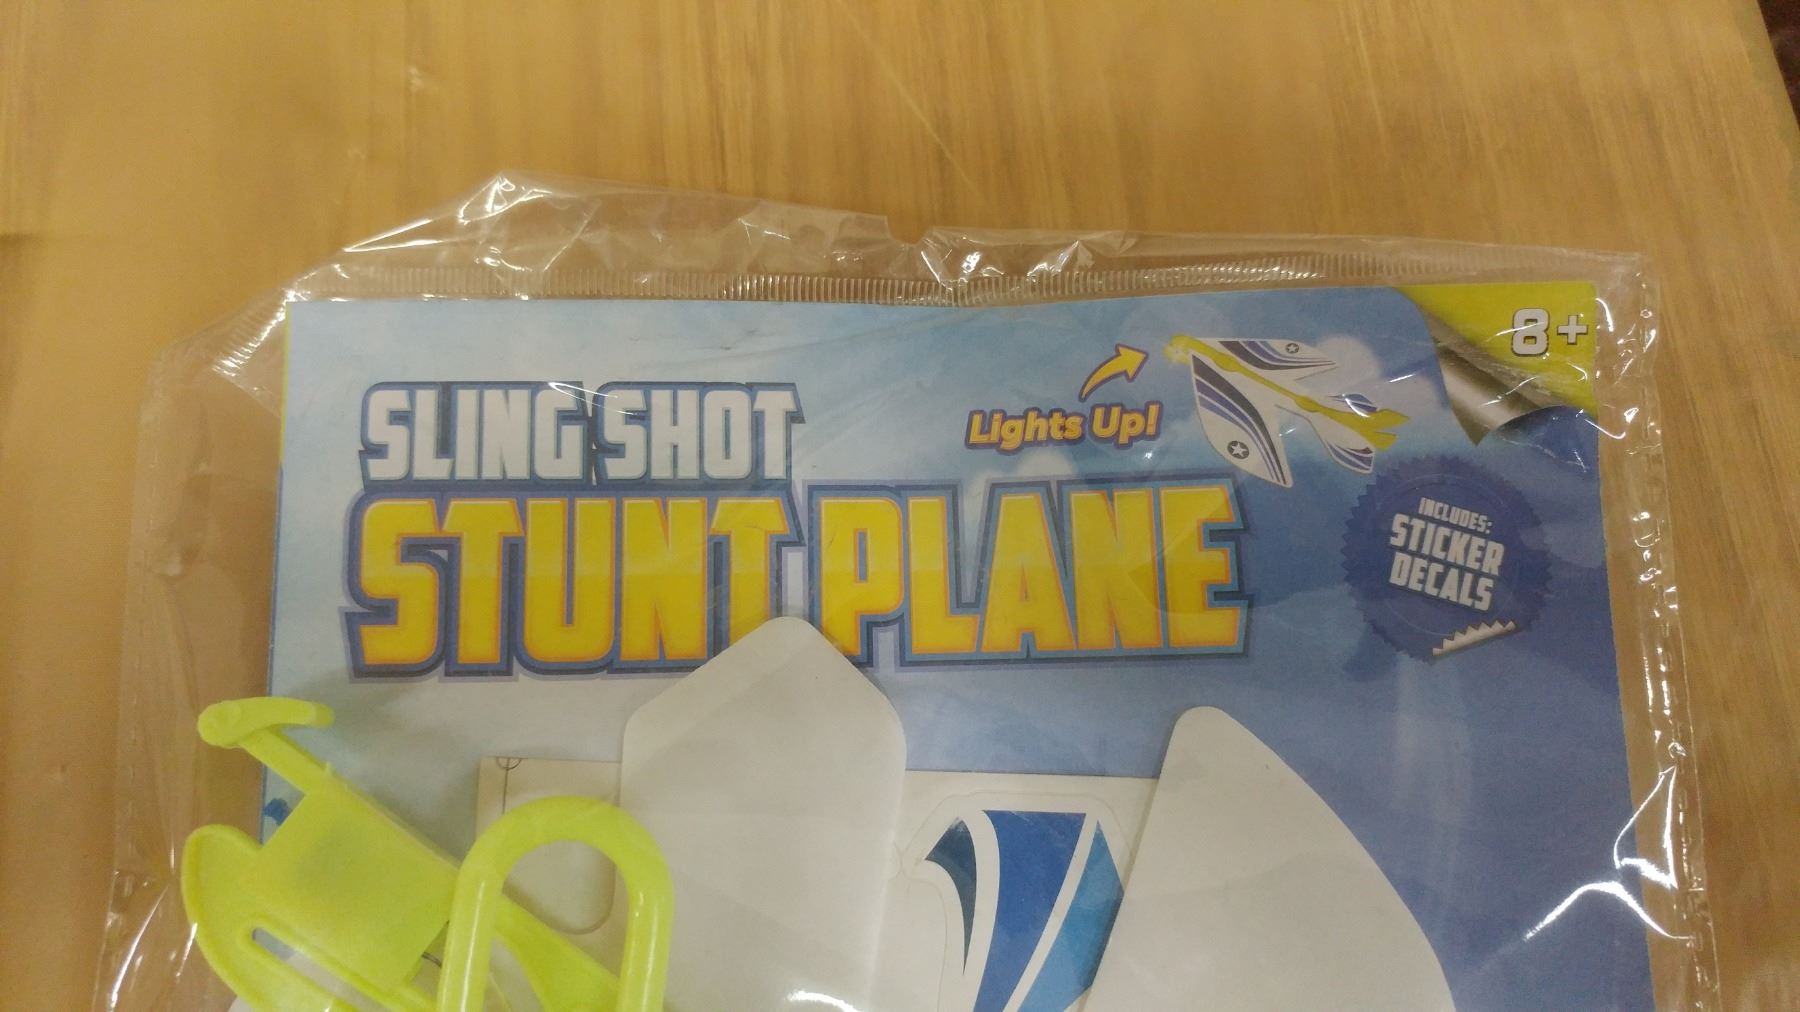 8+
SLING SHOT
Lights Up!
STUNT PLANE
INCLUDES:
STICKER
DECALS